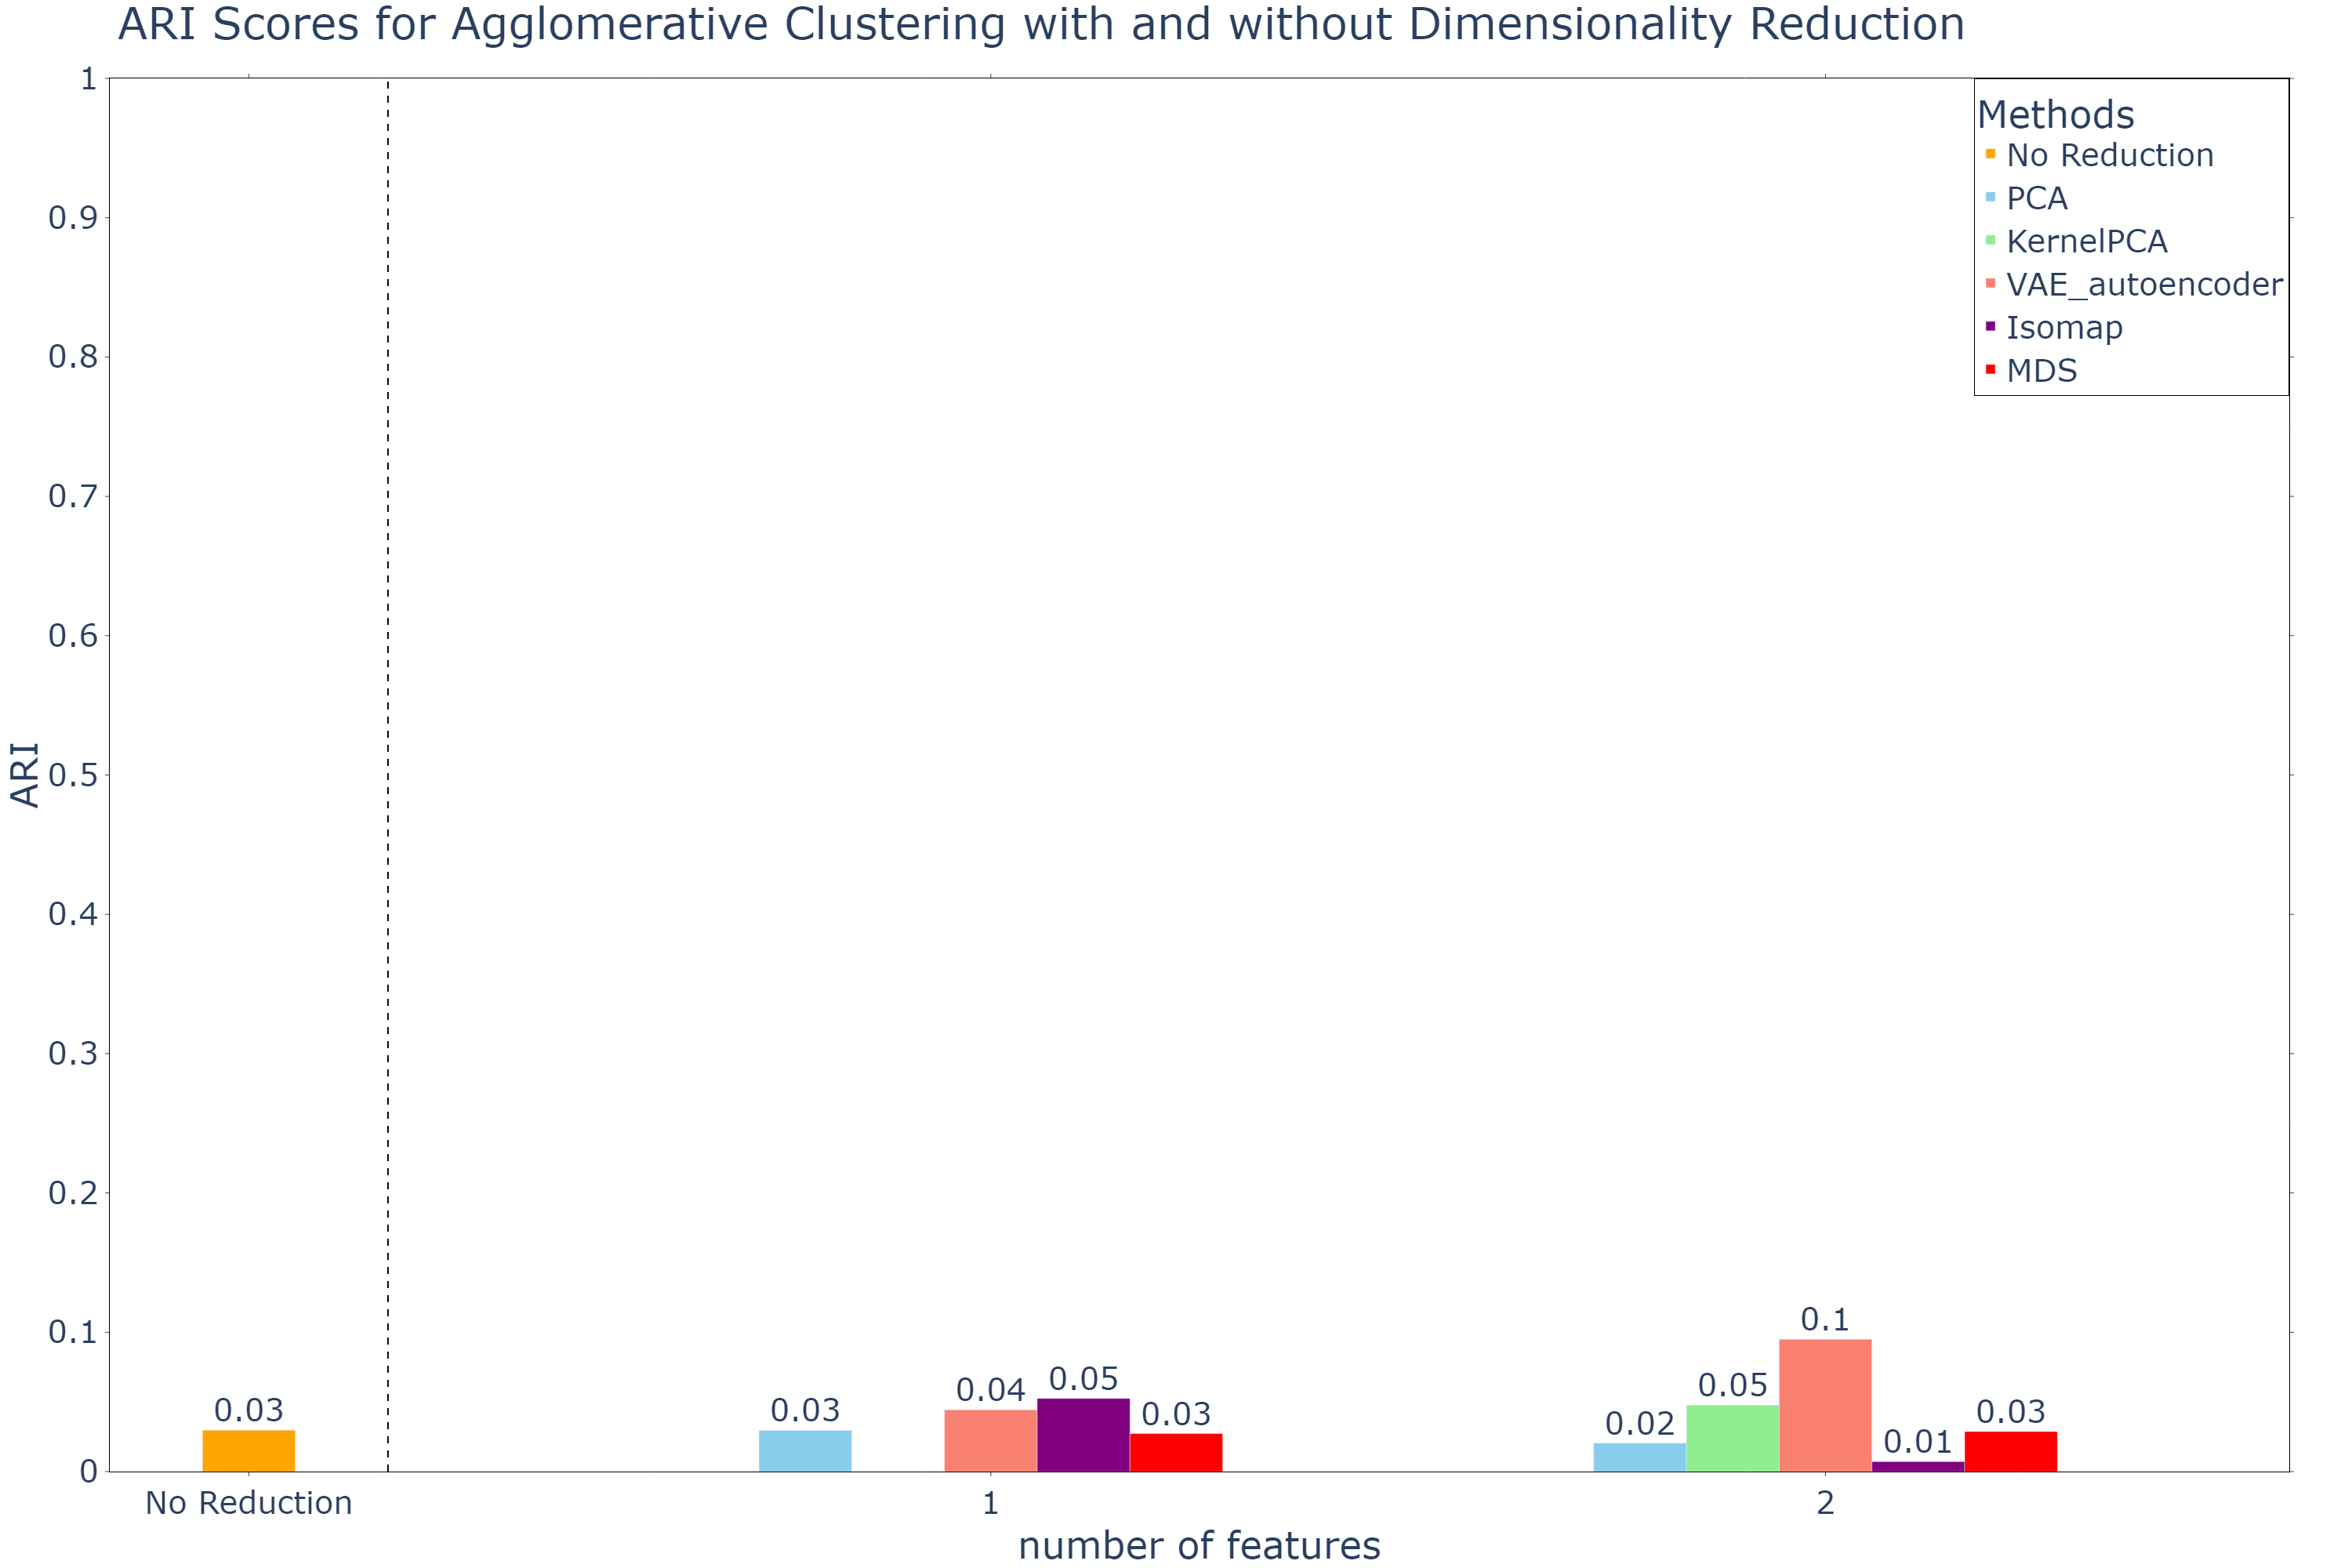 ARI Scores for Agglomerative Clustering with and without Dimensionality Reduction
Methods
No Reduction
PCA
KernelPCA
VAE_autoencoder
Isomap
MDS
ARI
1
0.9
0.8
0.7
0.6
0.5
0.4
0.3
0.2
0.1
0
0.03
0.03
0.04
0.05
0.03
0.02
0.05
0.1
0.01
0.03
No Reduction
1
2
number of features